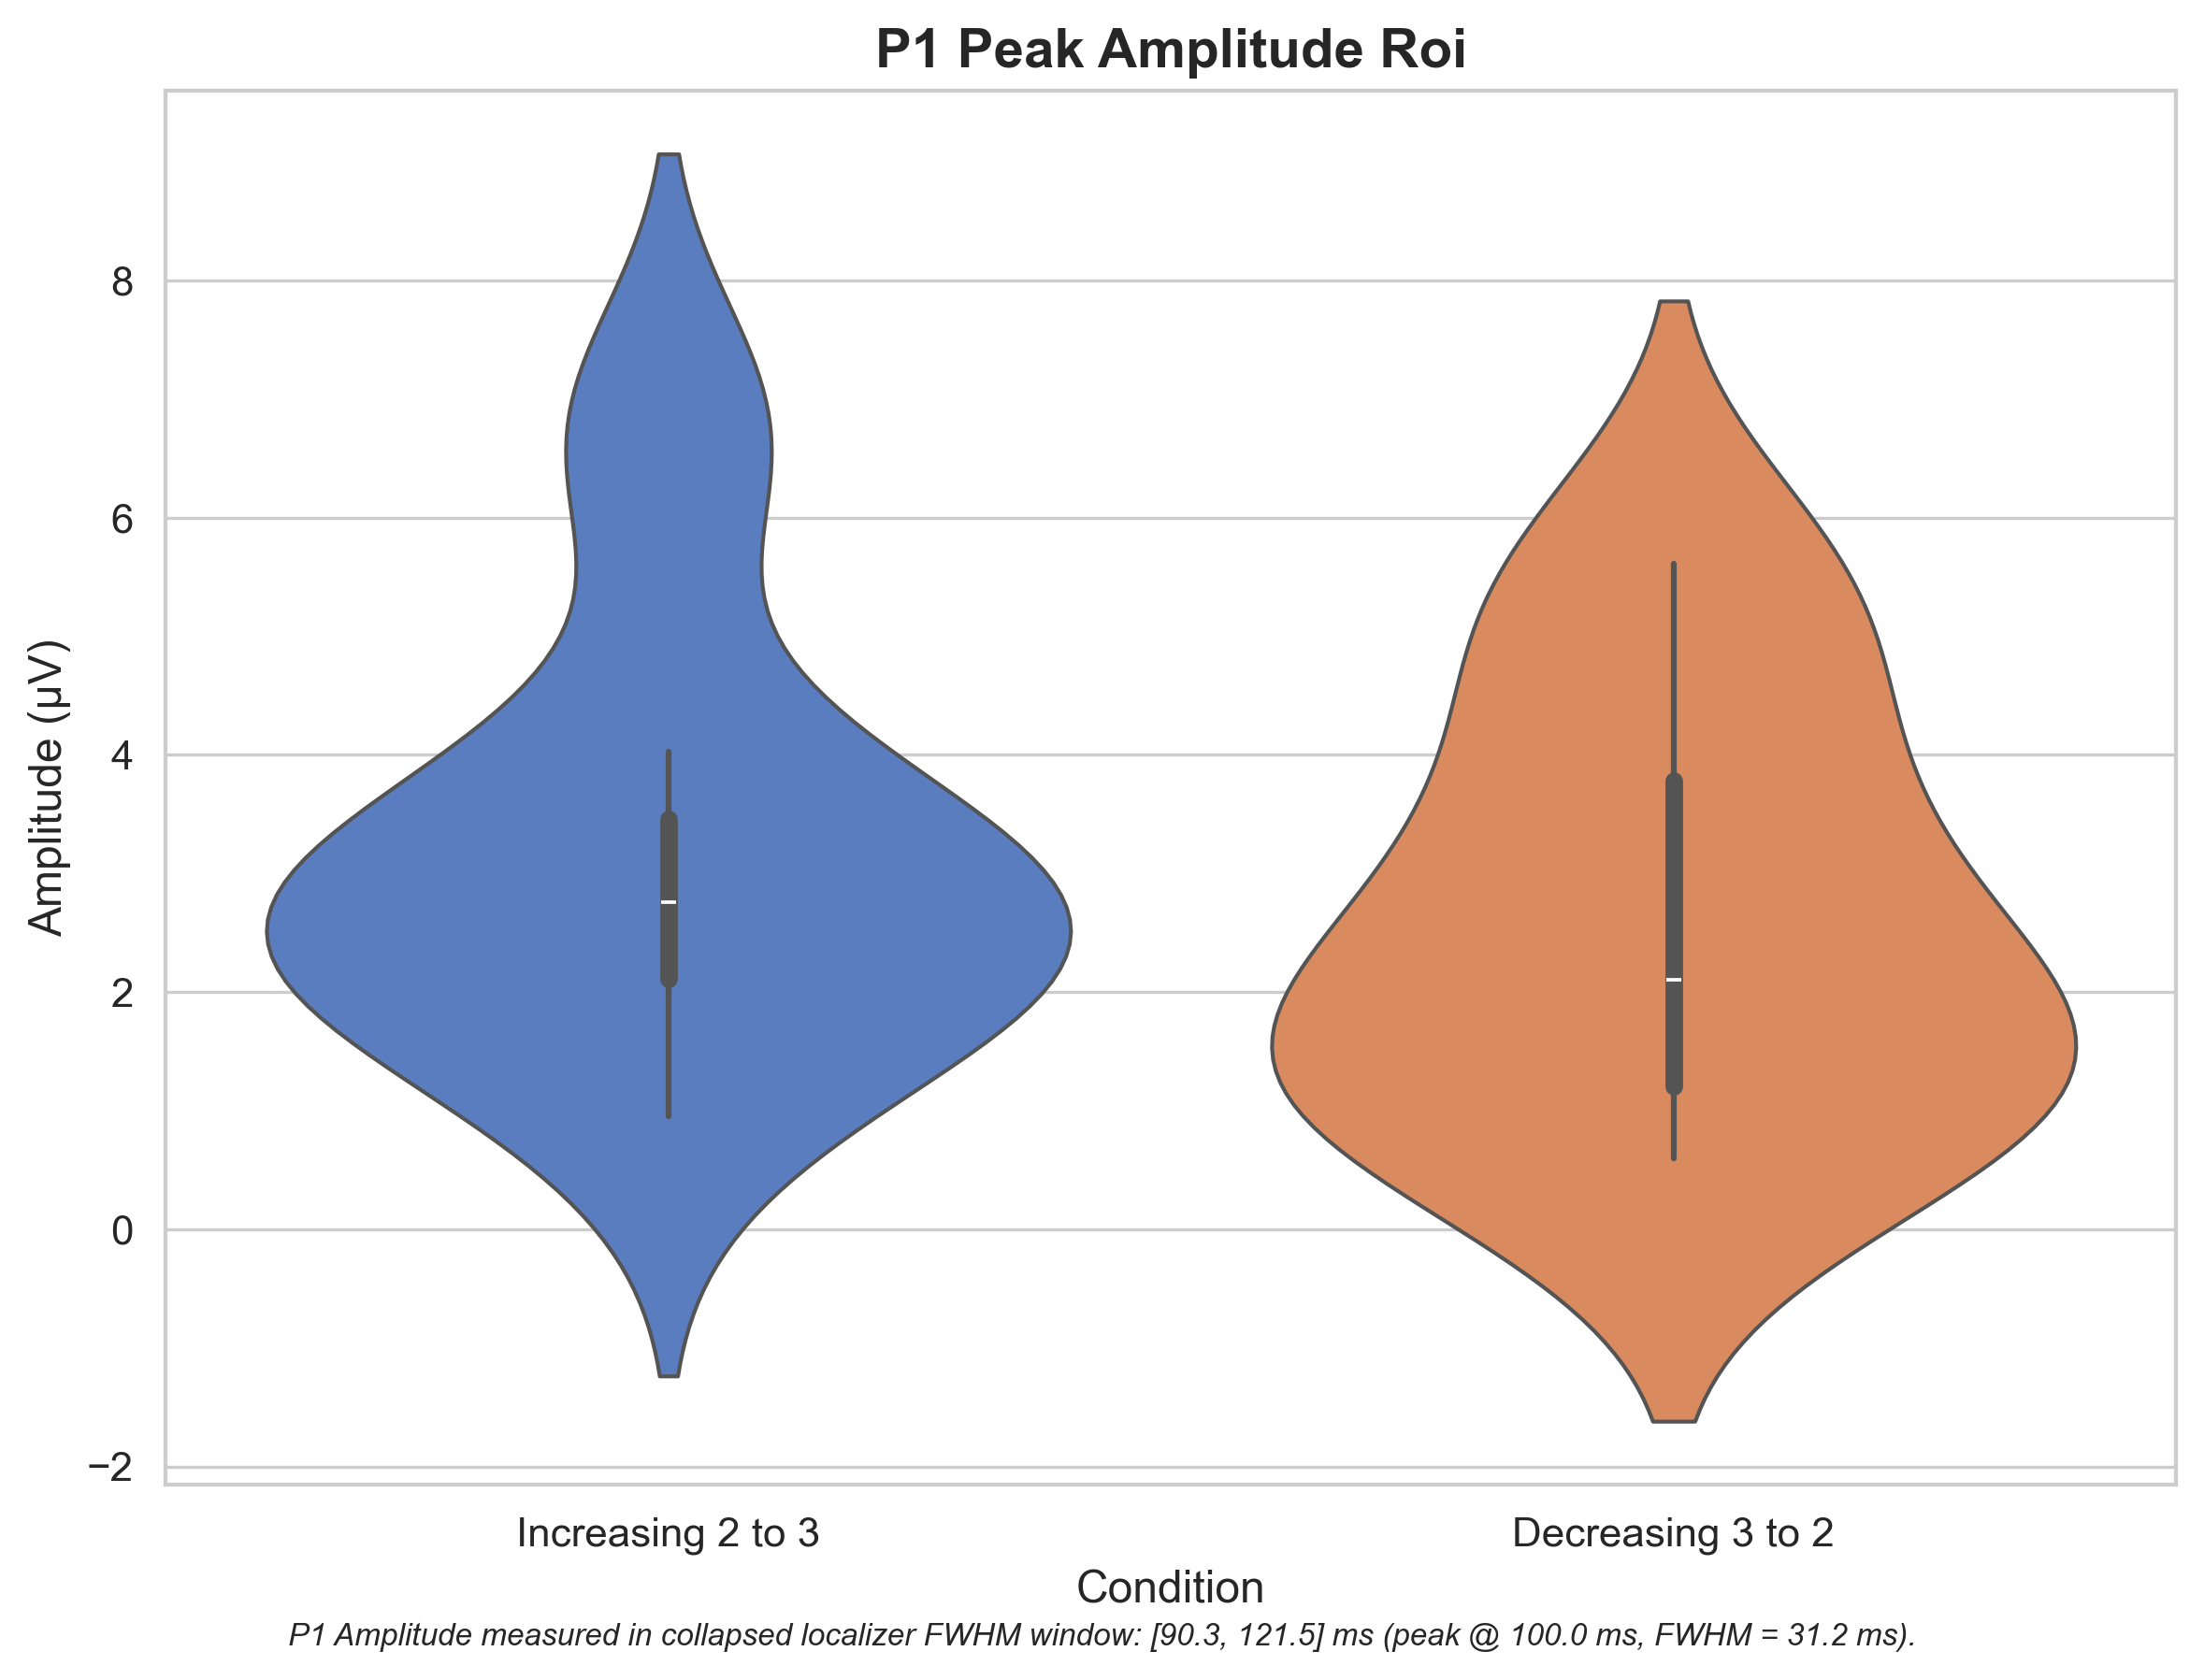 P1 Peak Amplitude Roi
Amplitude (µV)
8
6
4
2
0
−2
Increasing 2 to 3
Decreasing 3 to 2
Condition
P1 Amplitude measured in collapsed localizer FWHM window: [90.3, 121.5] ms (peak @ 100.0 ms, FWHM = 31.2 ms).